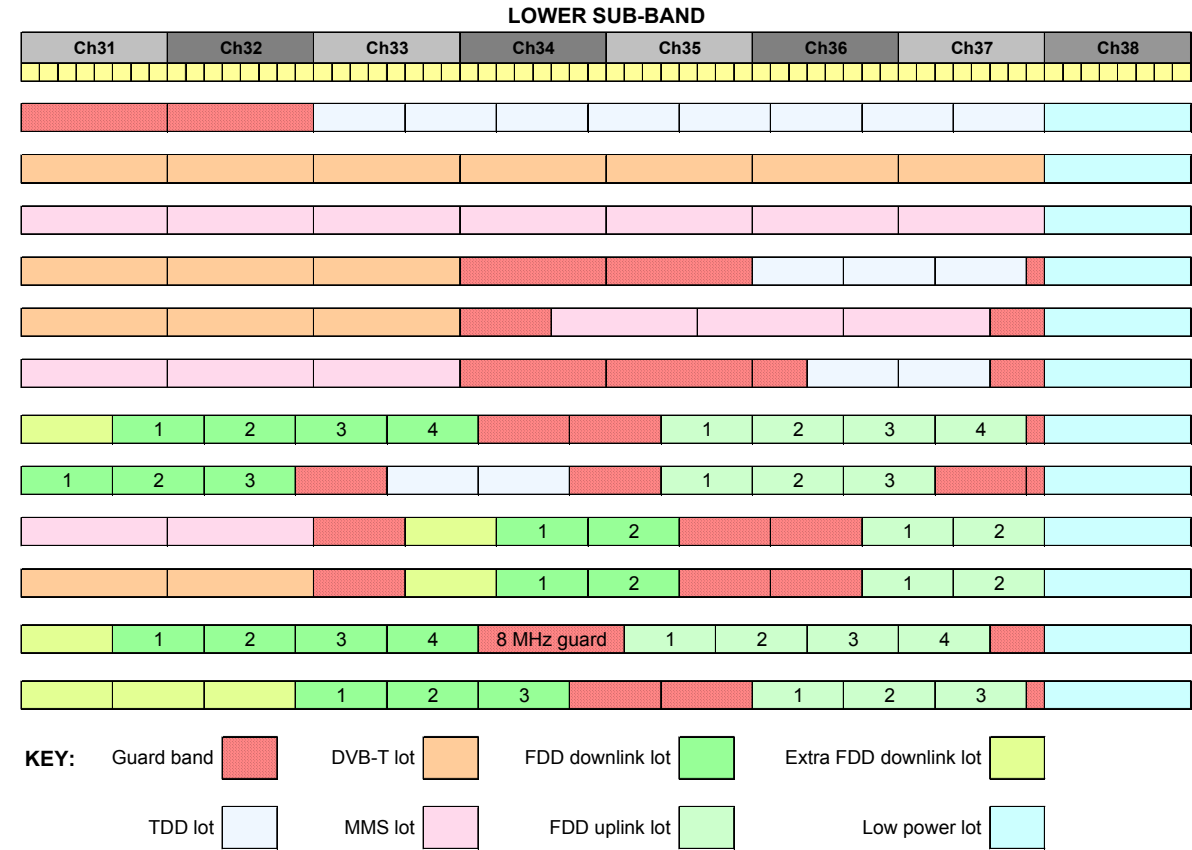 LOWER SUB-BAND
Ch31 Ch32 Ch33 Ch34 Ch35 Ch36 Ch37 Ch38
1 2 3 4 1 2 3 4
1 2 3 1 2 3
1 2 1 2
1 2 1 2
1 2 3 4 8 MHz guard 1 2 3 4
1 2 3 1 2 3
KEY: Guard band DVB-T lot FDD downlink lot Extra FDD downlink lot
TDD lot MMS lot FDD uplink lot Low power lot